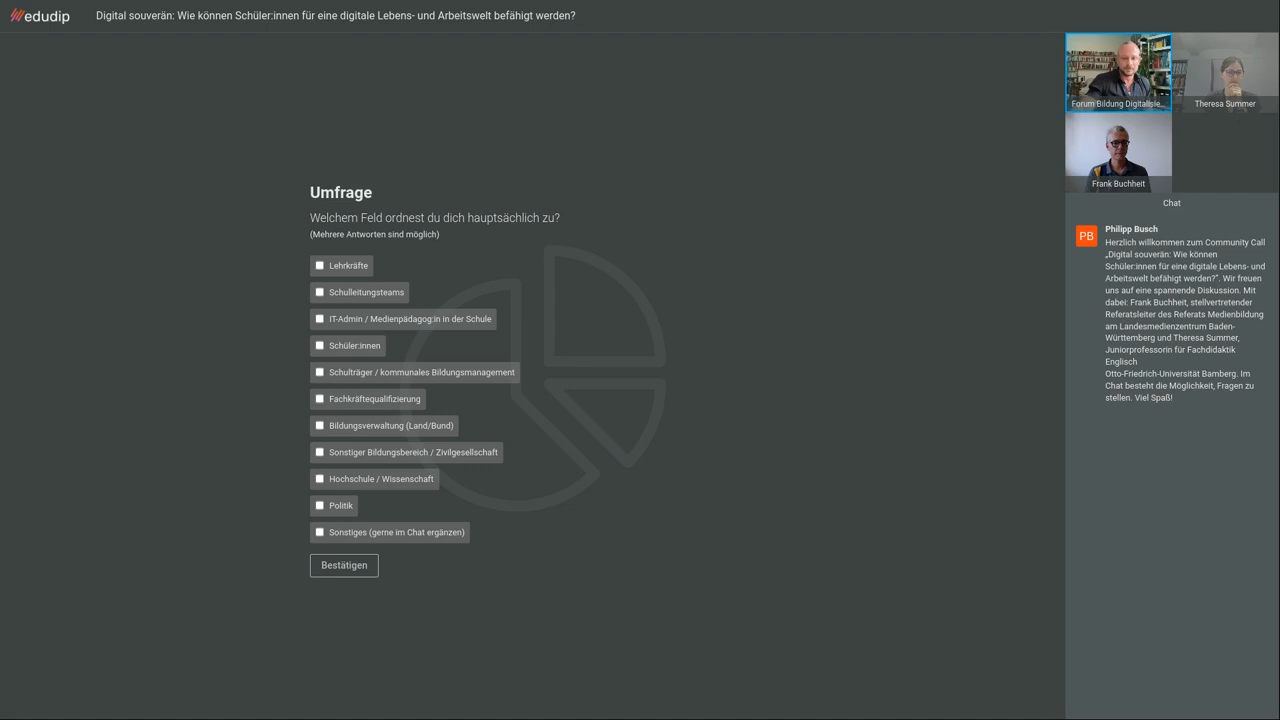 edudip
Digital souverän: Wie können Schüler:innen für eine digitale Lebens- und Arbeitswelt befähigt werden?
Forum Bildung Digitalisie...
Theresa Summer
Frank Buchheit
Umfrage
Welchem Feld ordnest du dich hauptsächlich zu?
(Mehrere Antworten sind möglich)
Lehrkräfte
Schulleitungsteams
IT-Admin / Medienpädagog:in in der Schule
Schüler:innen
Schulträger / kommunales Bildungsmanagement
Fachkräftequalifizierung
Bildungsverwaltung (Land/Bund)
Sonstiger Bildungsbereich / Zivilgesellschaft
Hochschule / Wissenschaft
Politik
Sonstiges (gerne im Chat ergänzen)
Bestätigen
Chat
PB
Philipp Busch
Herzlich willkommen zum Community Call
„Digital souverän: Wie können
Schüler:innen für eine digitale Lebens- und
Arbeitswelt befähigt werden?". Wir freuen
uns auf eine spannende Diskussion. Mit
dabei: Frank Buchheit, stellvertretender
Referatsleiter des Referats Medienbildung
am Landesmedienzentrum Baden-
Württemberg und Theresa Summer,
Juniorprofessorin für Fachdidaktik
Englisch
Otto-Friedrich-Universität Bamberg. Im
Chat besteht die Möglichkeit, Fragen zu
stellen. Viel Spaß!